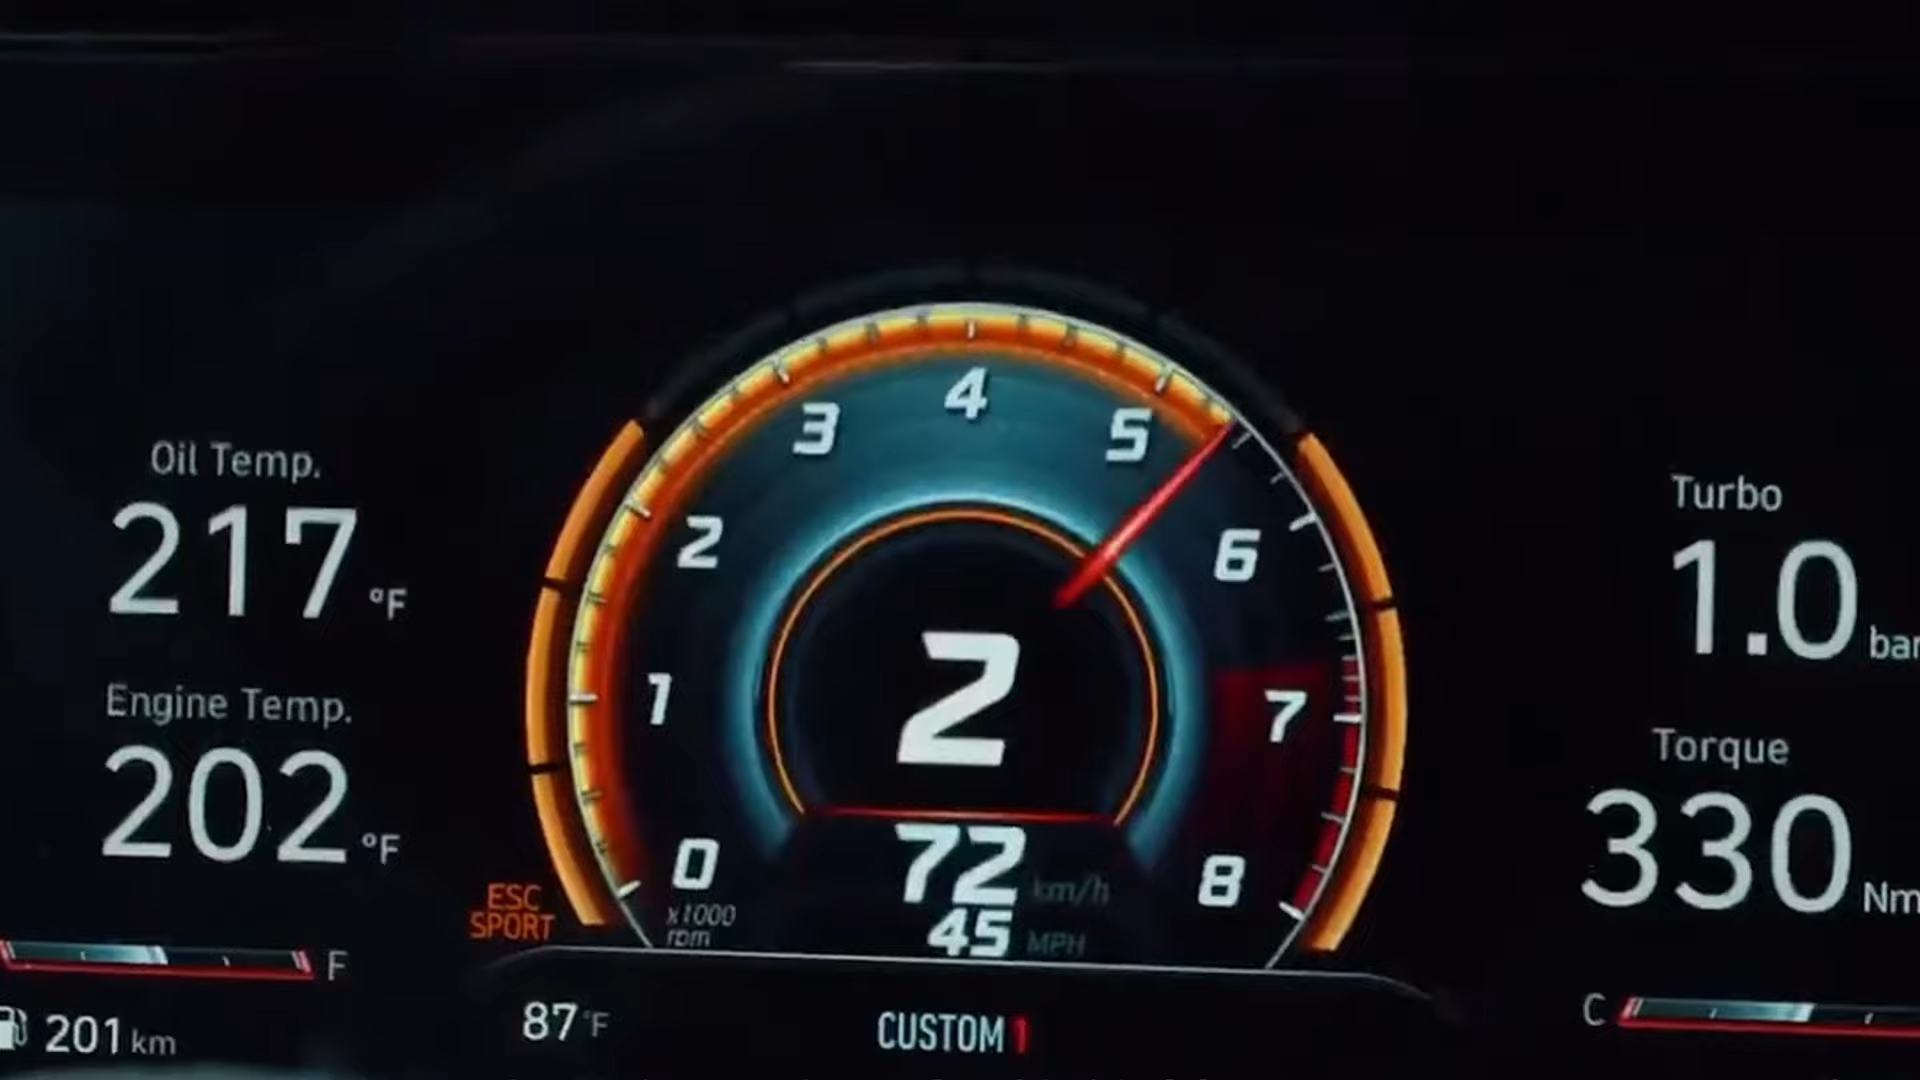 Oil Temp.
217 °F
Engine Temp.
202 °F
ESC
SPORT
F
201 km
0
1
2
3
4
5
6
7
8
x1000
rpm
2
72 km/h
45 MPH
87 °F
CUSTOM 1
Turbo
1.0 bar
Torque
330 Nm
C